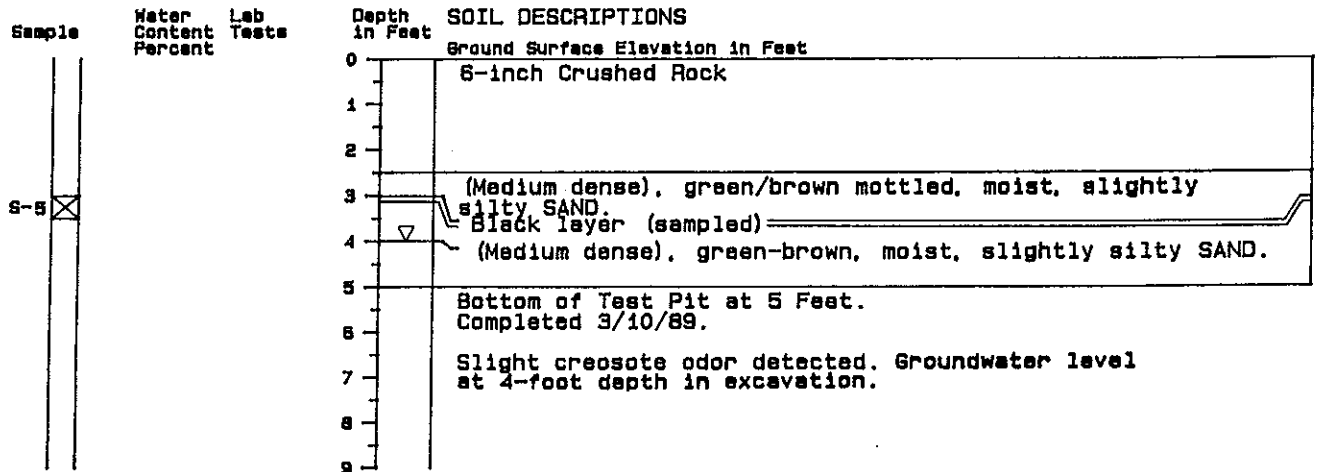 Sample
Water Content Percent
Lab Tests
Depth in Feet
SOIL DESCRIPTIONS
Ground Surface Elevation in Feet
0
6-inch Crushed Rock
1
2
(Medium dense), green/brown mottled, moist, slightly
3
S-5
silty SAND.
Black layer (sampled)
4
(Medium dense), green-brown, moist, slightly silty SAND.
5
Bottom of Test Pit at 5 Feet.
Completed 3/10/89.
6
Slight creosote odor detected. Groundwater level
7
at 4-foot depth in excavation.
8
9